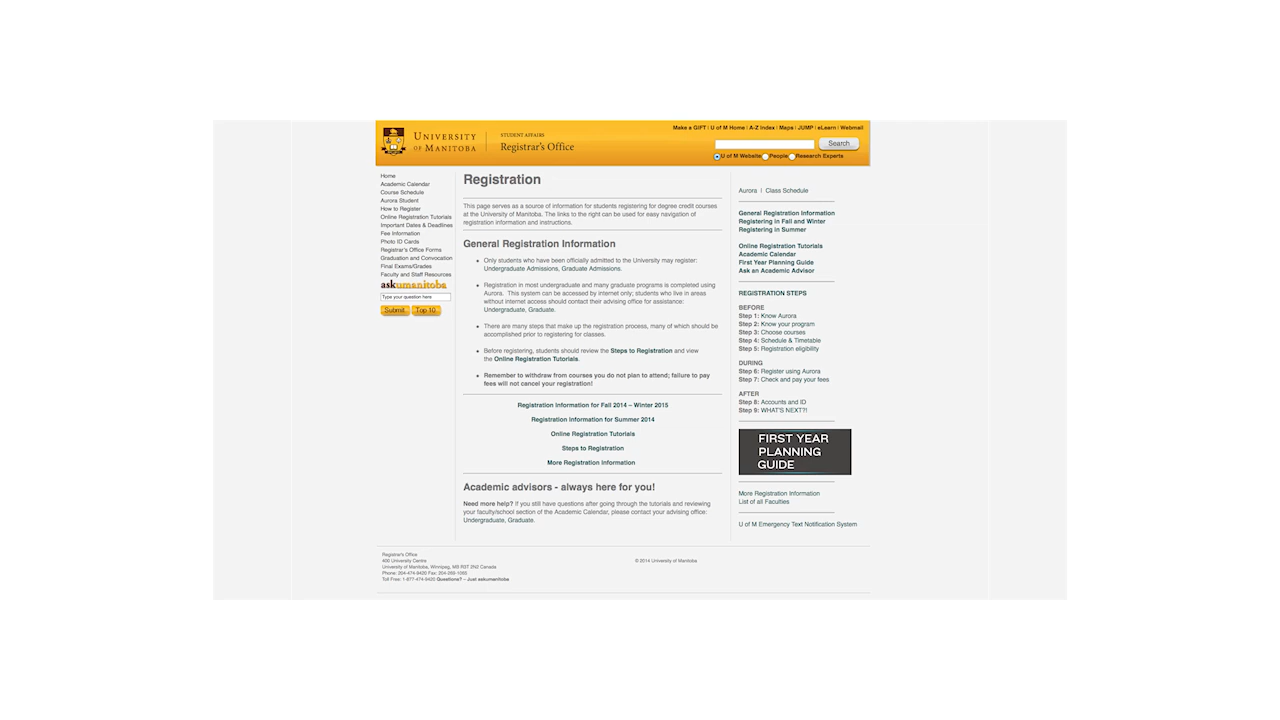 UNIVERSITY
OF MANITOBA
STUDENT AFFAIRS
Registrar's Office
Make a GIFT | U of M Home | A-Z Index | Maps | JUMP | eLearn | Webmail
Search
U of M Website People Research Experts
Home
Academic Calendar
Course Schedule
Aurora Student
How to Register
Online Registration Tutorials
Important Dates & Deadlines
Fee Information
Photo ID Cards
Registrar's Office Forms
Graduation and Convocation
Final Exams/Grades
Faculty and Staff Resources
askumanitoba
Type your question here
Submit Top 10
Registration
This page serves as a source of information for students registering for degree credit courses
at the University of Manitoba. The links to the right can be used for easy navigation of
registration information and instructions.
General Registration Information
• Only students who have been officially admitted to the University may register:
Undergraduate Admissions, Graduate Admissions.
• Registration in most undergraduate and many graduate programs is completed using
Aurora. This system can be accessed by internet only; students who live in areas
without internet access should contact their advising office for assistance:
Undergraduate, Graduate.
• There are many steps that make up the registration process, many of which should be
accomplished prior to registering for classes.
• Before registering, students should review the Steps to Registration and view
the Online Registration Tutorials.
• Remember to withdraw from courses you do not plan to attend; failure to pay
fees will not cancel your registration!
Registration Information for Fall 2014 – Winter 2015
Registration Information for Summer 2014
Online Registration Tutorials
Steps to Registration
More Registration Information
Academic advisors - always here for you!
Need more help? If you still have questions after going through the tutorials and reviewing
your faculty/school section of the Academic Calendar, please contact your advising office:
Undergraduate, Graduate.
Aurora | Class Schedule
General Registration Information
Registering in Fall and Winter
Registering in Summer
Online Registration Tutorials
Academic Calendar
First Year Planning Guide
Ask an Academic Advisor
REGISTRATION STEPS
BEFORE
Step 1: Know Aurora
Step 2: Know your program
Step 3: Choose courses
Step 4: Schedule & Timetable
Step 5: Registration eligibility
DURING
Step 6: Register using Aurora
Step 7: Check and pay your fees
AFTER
Step 8: Accounts and ID
Step 9: WHAT'S NEXT?!
FIRST YEAR
PLANNING
GUIDE
More Registration Information
List of all Faculties
U of M Emergency Text Notification System
Registrar's Office
400 University Centre
University of Manitoba, Winnipeg, MB R3T 2N2 Canada
Phone: 204-474-9420 Fax: 204-269-1065
Toll Free: 1-877-474-9420 Questions? – Just askumanitoba
© 2014 University of Manitoba